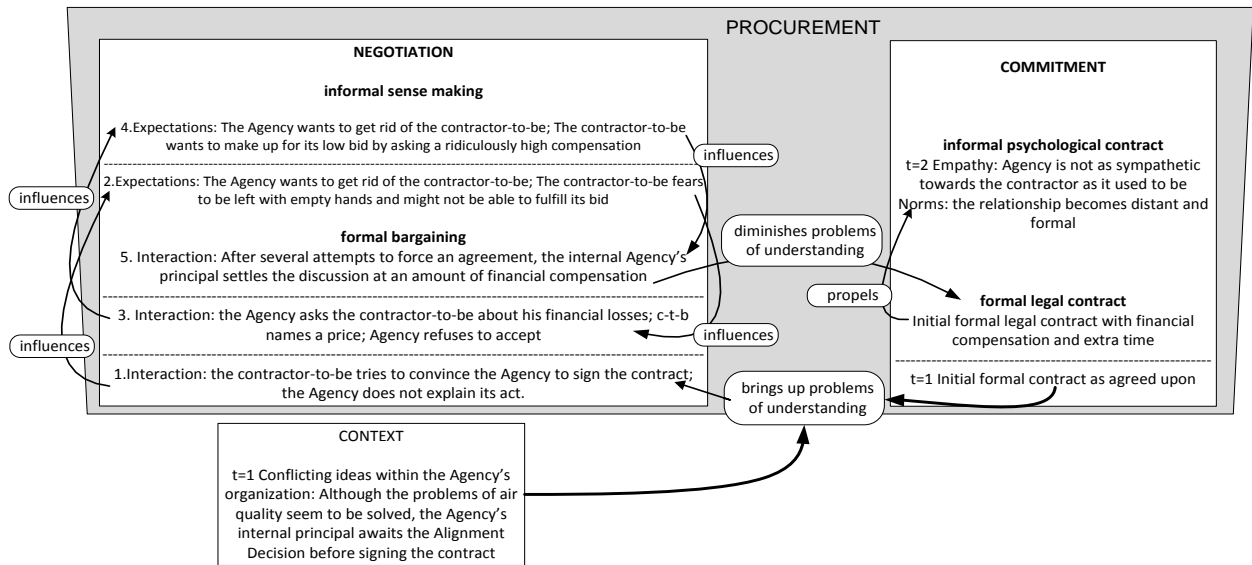 PROCUREMENT
NEGOTIATION
informal sense making
4.Expectations: The Agency wants to get rid of the contractor-to-be; The contractor-to-be
wants to make up for its low bid by asking a ridiculously high compensation
2.Expectations: The Agency wants to get rid of the contractor-to-be; The contractor-to-be fears
to be left with empty hands and might not be able to fulfill its bid
formal bargaining
5. Interaction: After several attempts to force an agreement, the internal Agency's
principal settles the discussion at an amount of financial compensation
3. Interaction: the Agency asks the contractor-to-be about his financial losses; c-t-b
names a price; Agency refuses to accept
1.Interaction: the contractor-to-be tries to convince the Agency to sign the contract;
the Agency does not explain its act.
influences
influences
influences
influences
diminishes problems
of understanding
propels
brings up problems
of understanding
COMMITMENT
informal psychological contract
t=2 Empathy: Agency is not as sympathetic
towards the contractor as it used to be
Norms: the relationship becomes distant and
formal
formal legal contract
Initial formal legal contract with financial
compensation and extra time
t=1 Initial formal contract as agreed upon
CONTEXT
t=1 Conflicting ideas within the Agency's
organization: Although the problems of air
quality seem to be solved, the Agency's
internal principal awaits the Alignment
Decision before signing the contract